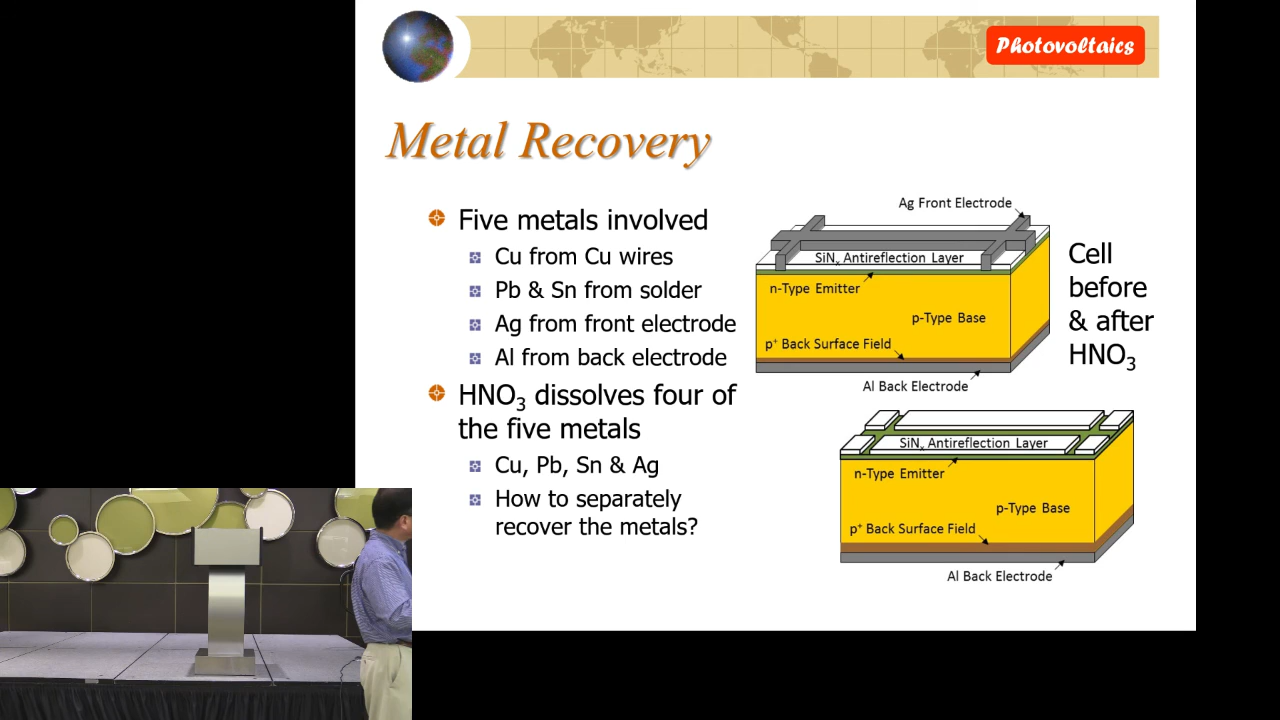 Photovoltaics
Metal Recovery
Five metals involved
Cu from Cu wires
Pb & Sn from solder
Ag from front electrode
Al from back electrode
HNO₃ dissolves four of
the five metals
Cu, Pb, Sn & Ag
How to separately
recover the metals?
Ag Front Electrode
SiNₓ Antireflection Layer
n-Type Emitter
p-Type Base
p⁺ Back Surface Field
Al Back Electrode
Cell
before
& after
HNO₃
SiNₓ Antireflection Layer
n-Type Emitter
p-Type Base
p⁺ Back Surface Field
Al Back Electrode